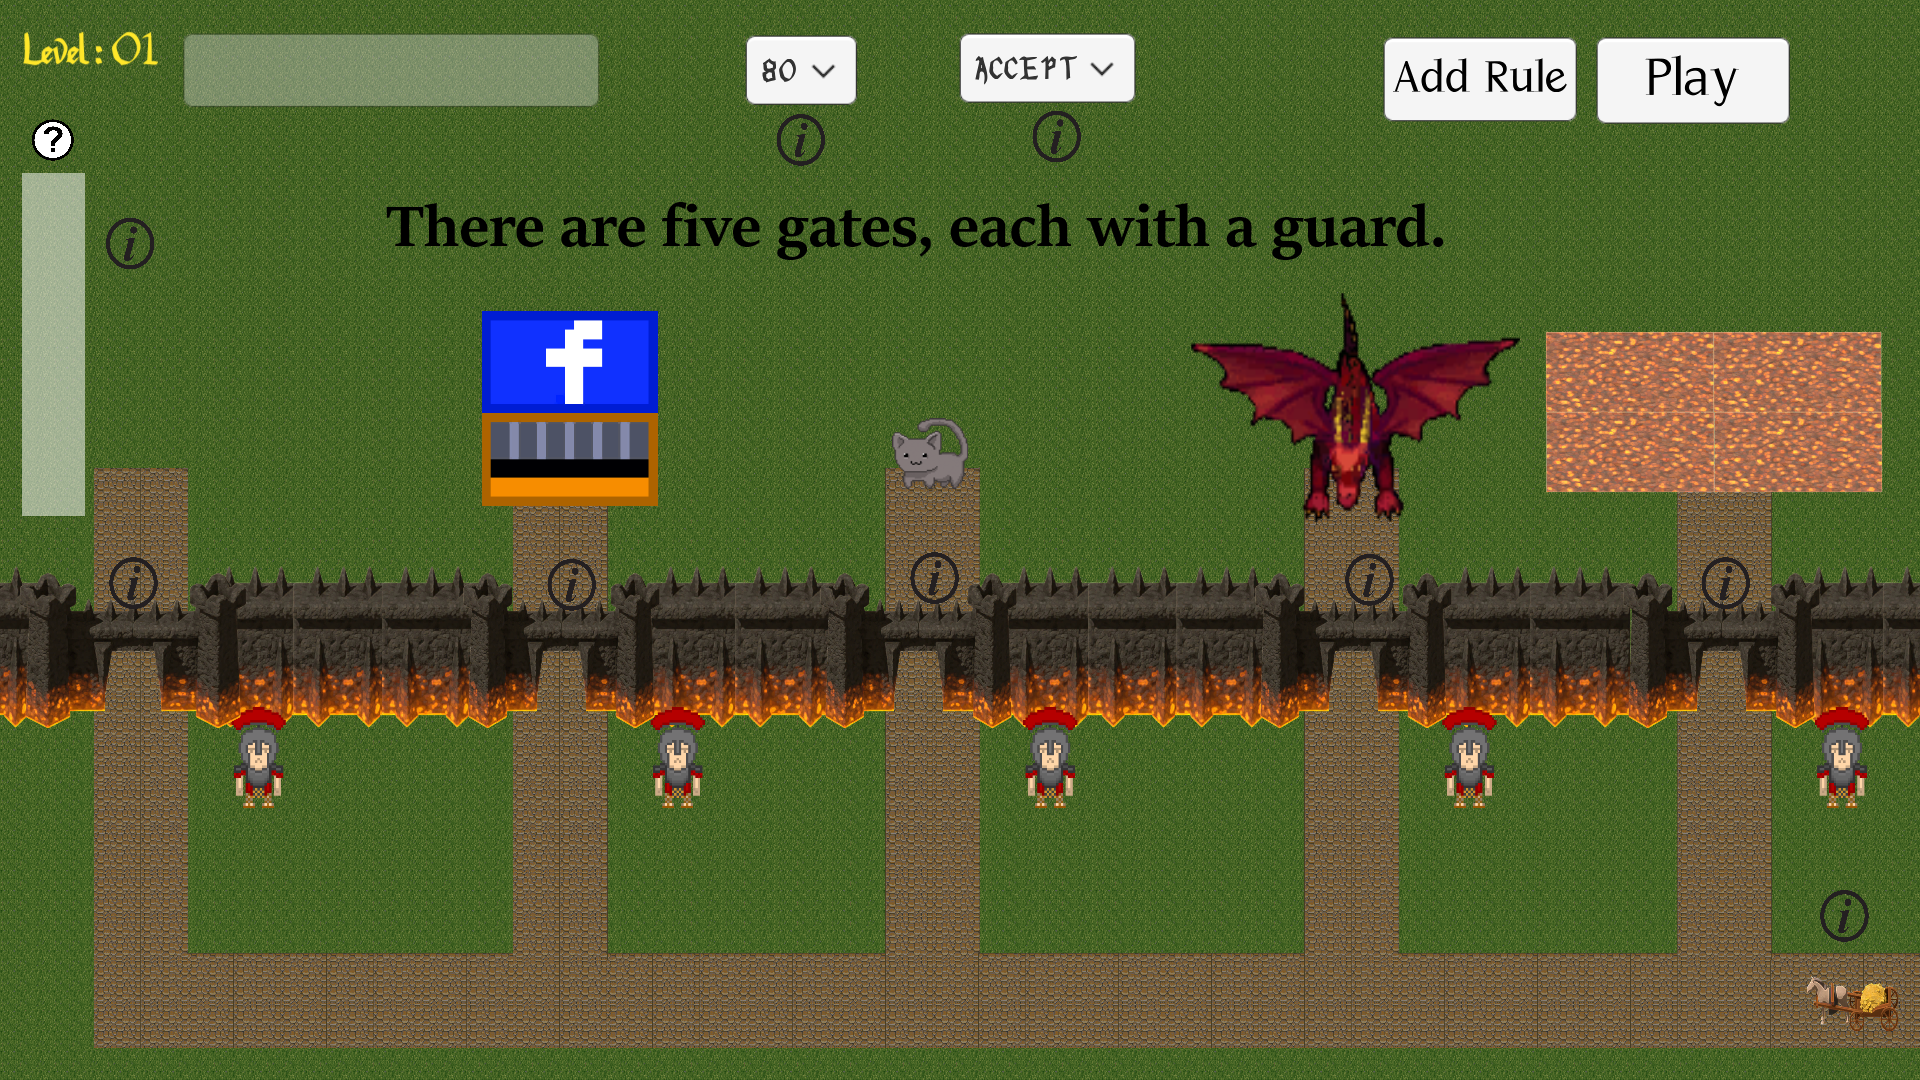 Level: 01
80
ACCEPT
Add Rule
Play
?
i
i
i
There are five gates, each with a guard.
f
i
i
i
i
i
i